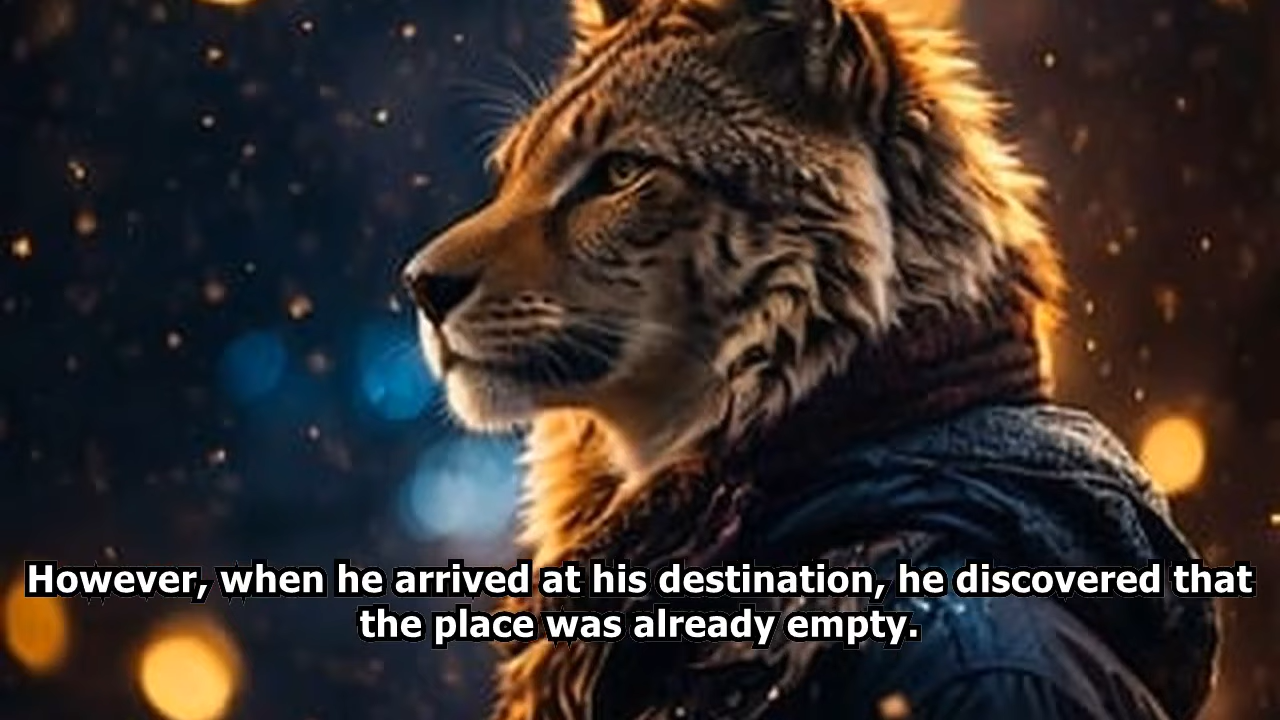 However, when he arrived at his destination, he discovered that
the place was already empty.